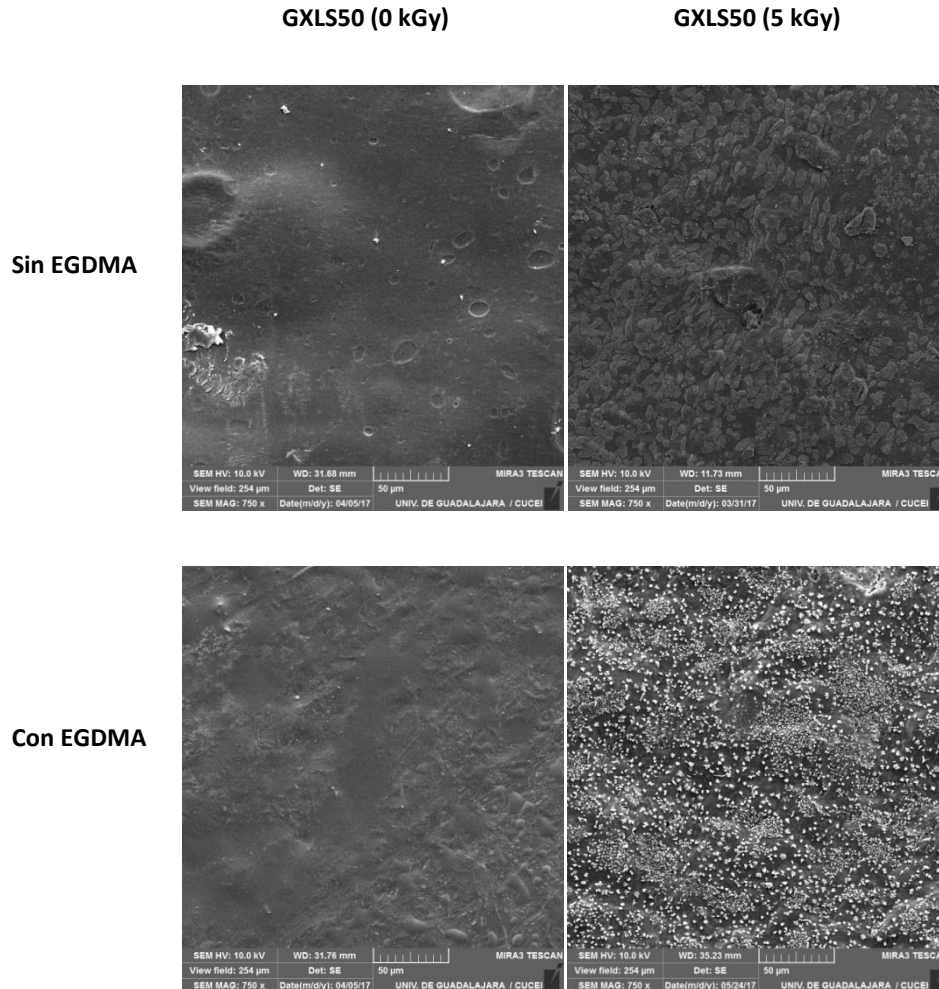 GXLS50 (0 kGy) GXLS50 (5 kGy)
Sin EGDMA
SEM HV: 10.0 kV WD: 31.68 mm MIRA3 TESCAN
View field: 254 µm Det: SE 50 µm
SEM MAG: 750 x Date(m/d/y): 04/05/17 UNIV. DE GUADALAJARA / CUCEI
SEM HV: 10.0 kV WD: 11.73 mm MIRA3 TESCA
View field: 254 µm Det: SE 50 µm
SEM MAG: 750 x Date(m/d/y): 03/31/17 UNIV. DE GUADALAJARA / CUCEI
Con EGDMA
SEM HV: 10.0 kV WD: 31.76 mm MIRA3 TESCAN
View field: 254 µm Det: SE 50 µm
SEM MAG: 750 x Date(m/d/y): 04/05/17 UNIV. DE GUADALAJARA / CUCEI
SEM HV: 10.0 kV WD: 35.23 mm MIRA3 TESCA
View field: 254 µm Det: SE 50 µm
SEM MAG: 750 x Date(m/d/y): 05/24/17 UNIV. DE GUADALAJARA / CUCEI